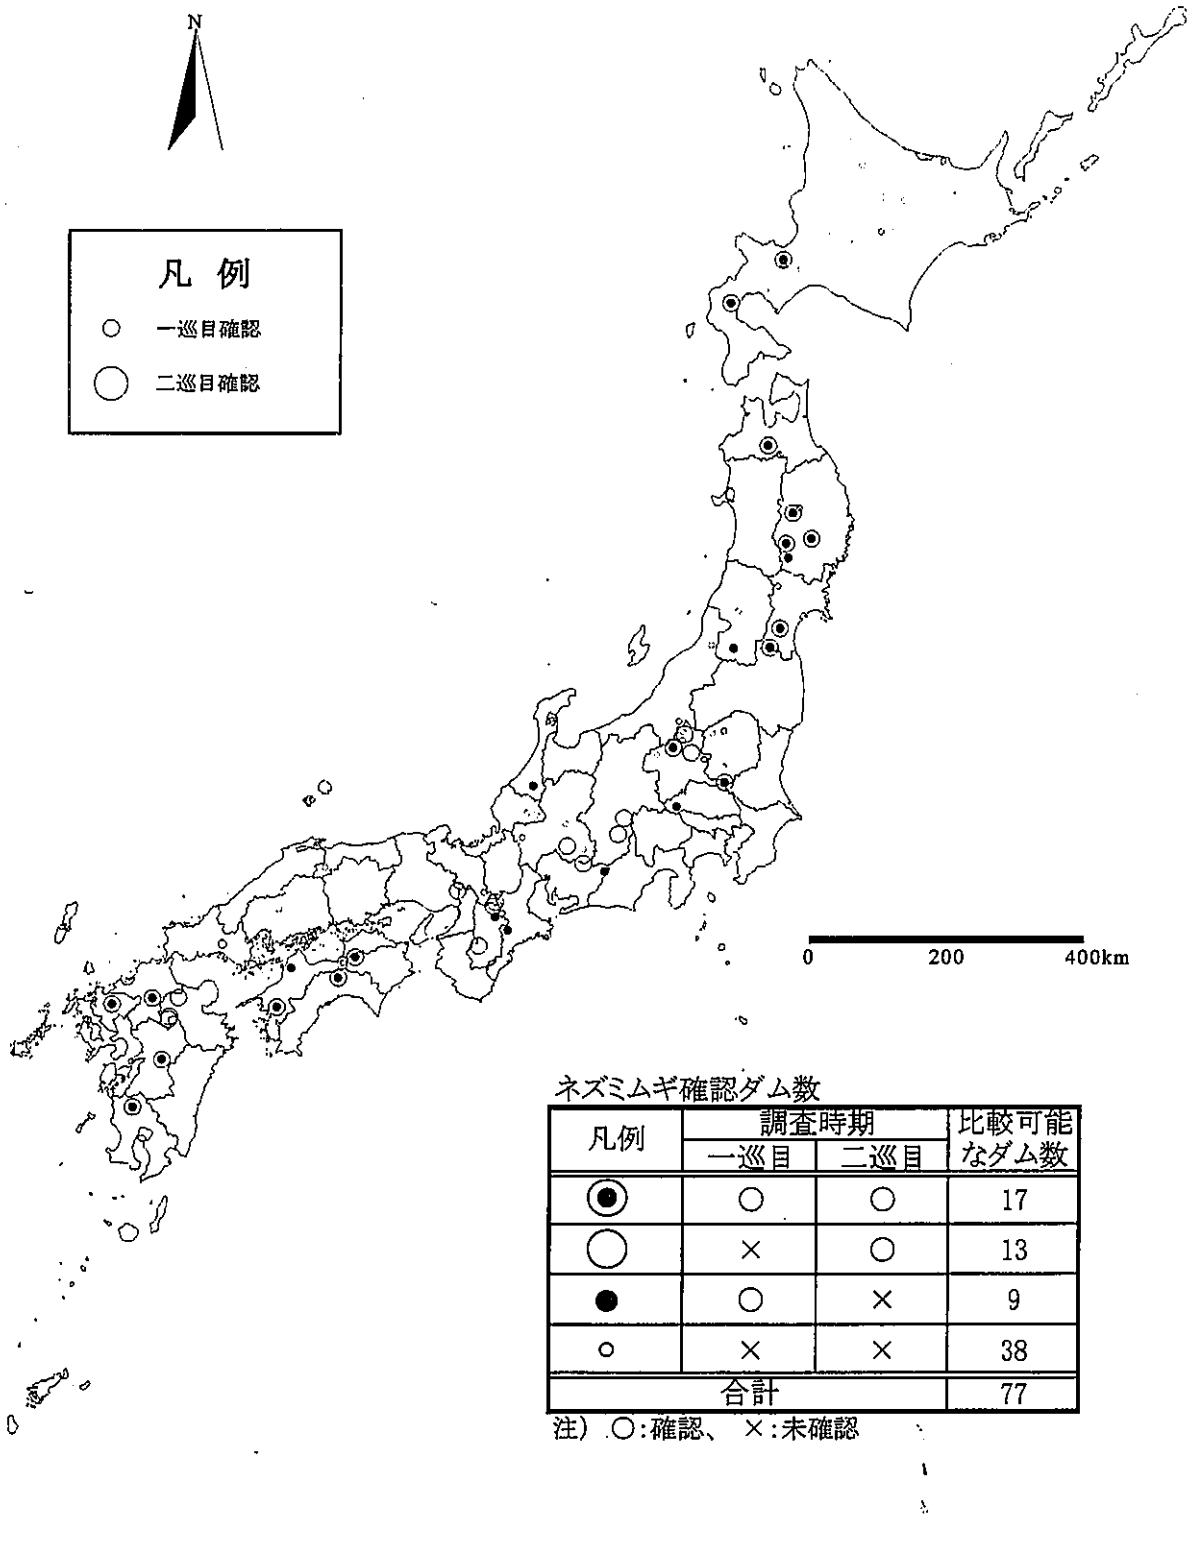 N
凡 例
一巡目確認
二巡目確認
0 200 400km
ネズミムギ確認ダム数
凡例 調査時期 比較可能なダム数
一巡目 二巡目
○ ○ 17
× ○ 13
○ × 9
× × 38
合計 77
注) ○:確認、 ×:未確認